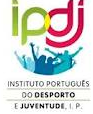 ipdj
INSTITUTO PORTUGUÊS
DO DESPORTO
E JUVENTUDE, I. P.